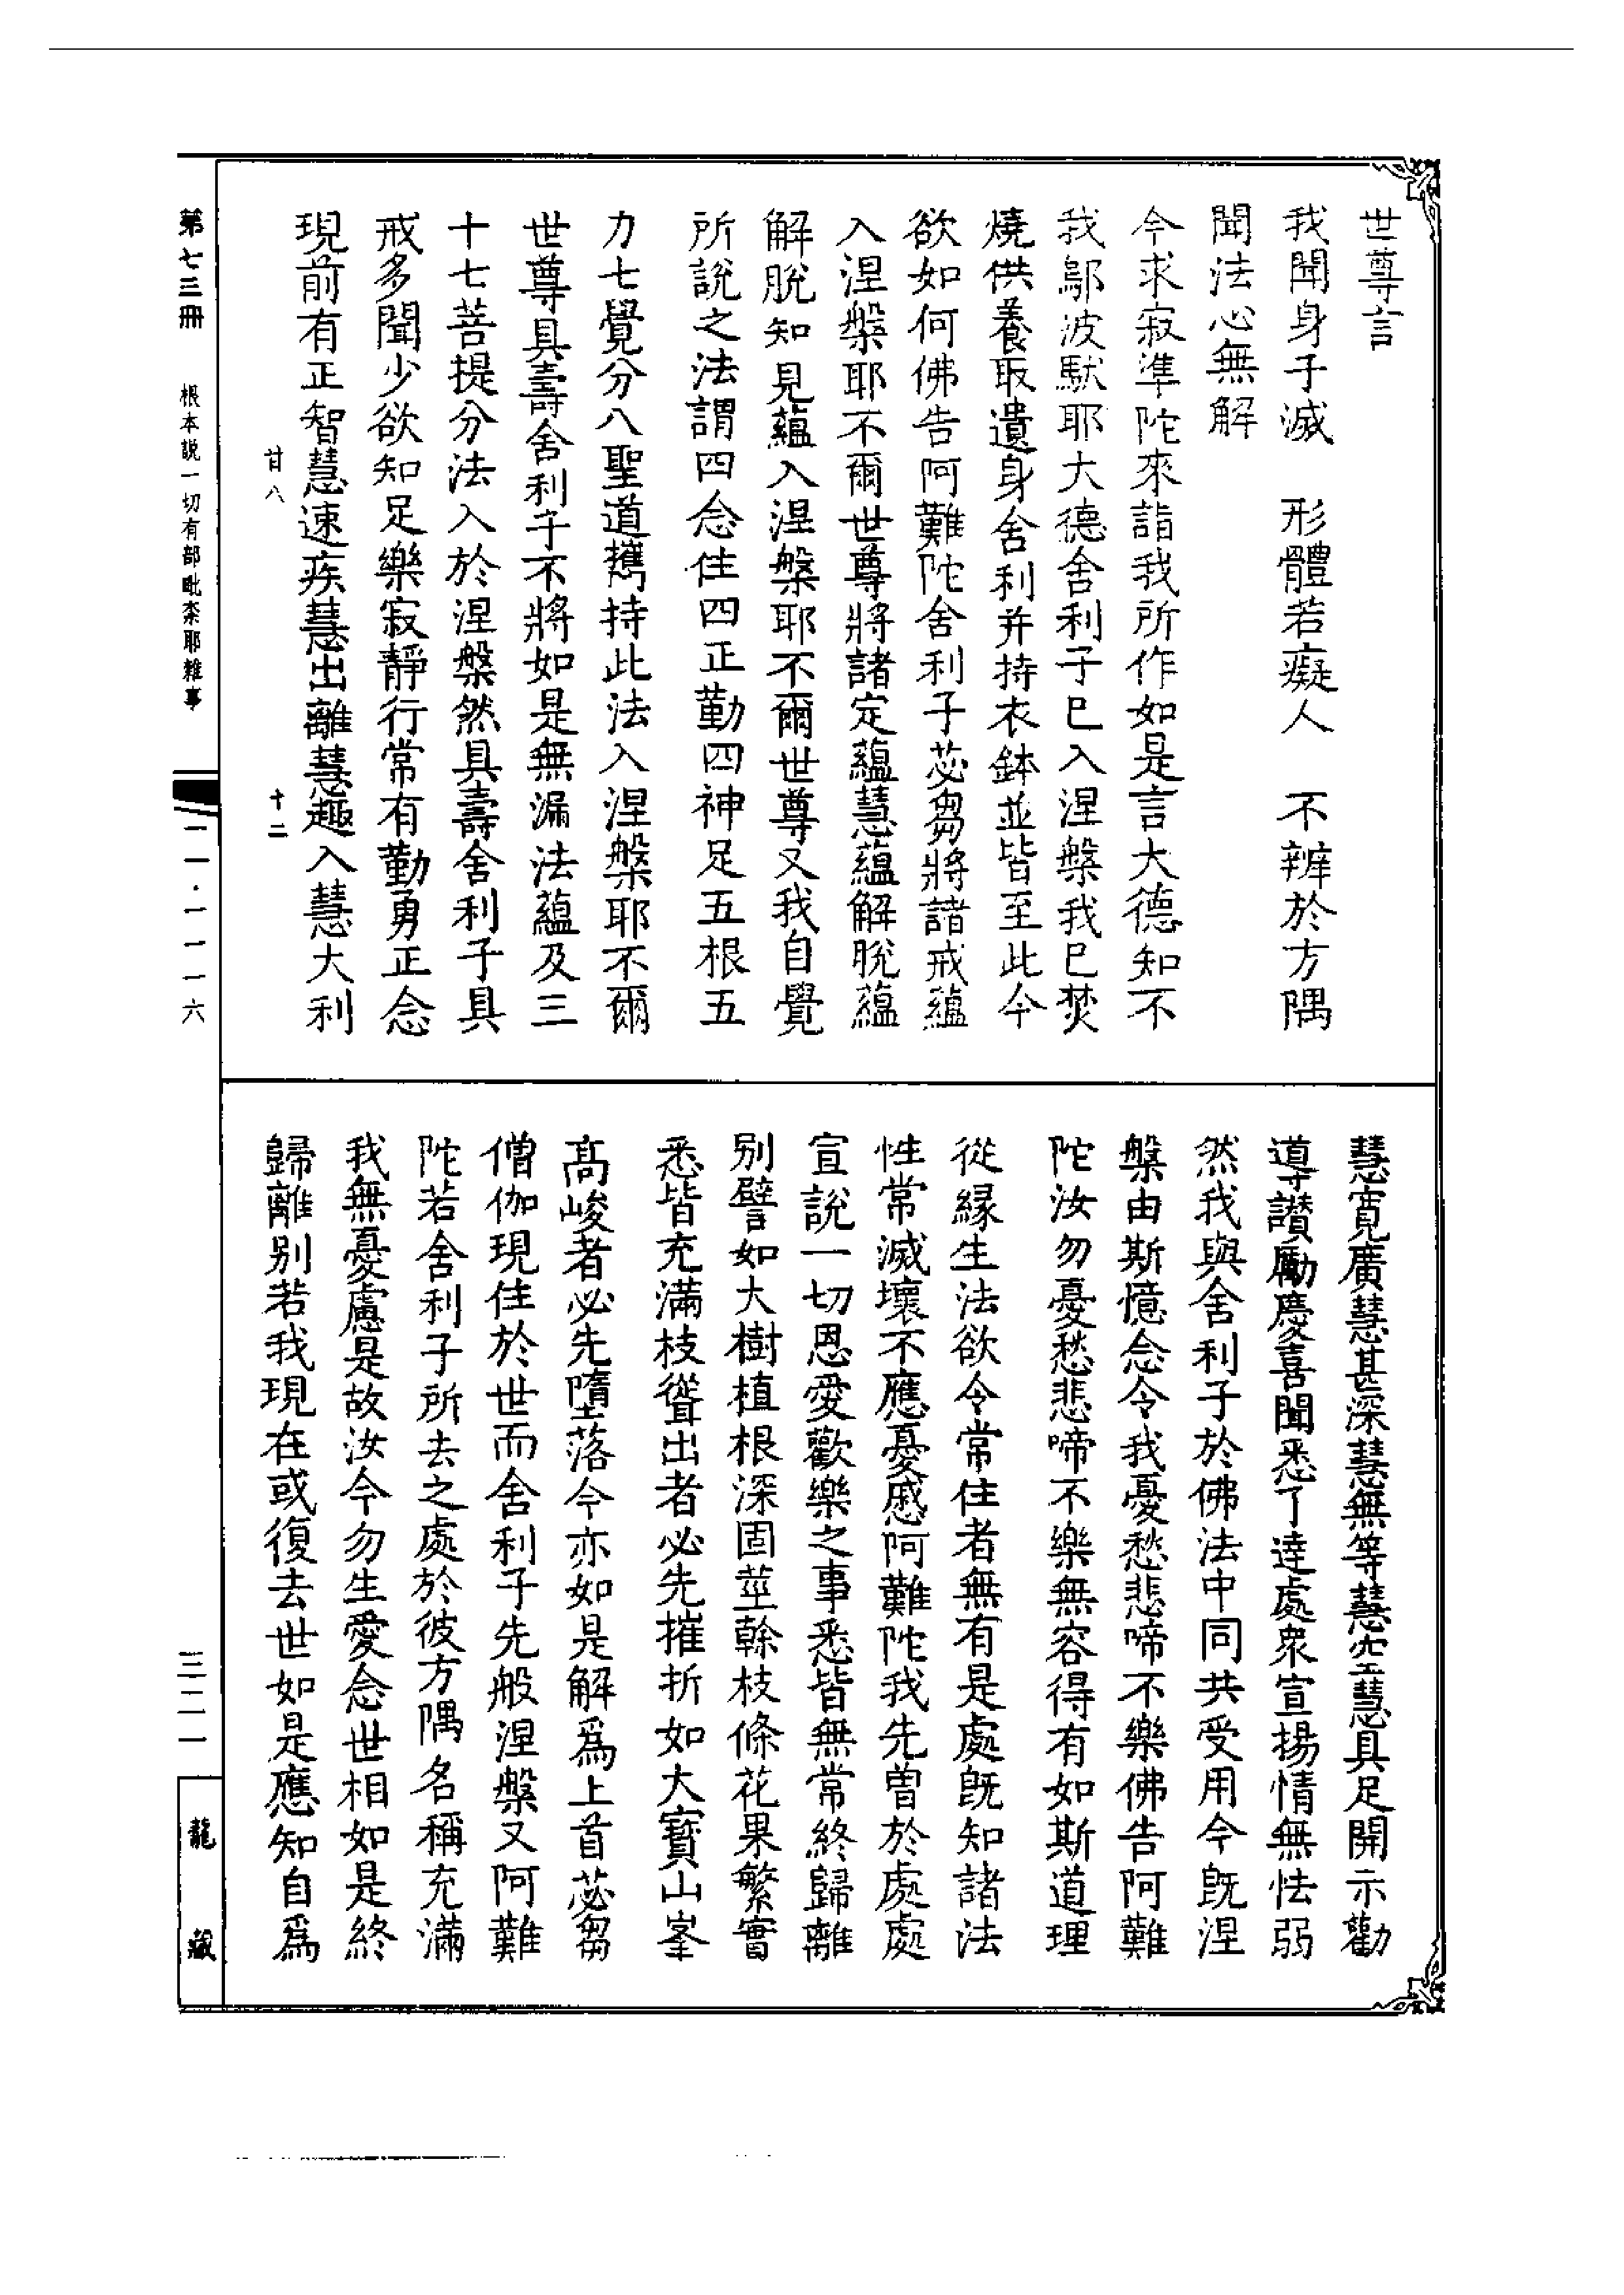 世尊言
我聞身子滅　形體若癡人　不辨於方隅
聞法心無解
今求寂準陀來詣我所作如是言大德知不
我鄔波馱耶大德舍利子已入涅槃我已焚
燒供養取遺身舍利并持衣鉢並皆至此今
欲如何佛告阿難陀舍利子苾芻將諸戒蘊
入涅槃耶不爾世尊將諸定蘊慧蘊解脫蘊
解脫知見蘊入涅槃耶不爾世尊又我自覺
所說之法謂四念住四正勤四神足五根五
力七覺分八聖道攜持此法入涅槃耶不爾
世尊具壽舍利子不將如是無漏法蘊及三
十七菩提分法入於涅槃然具壽舍利子具
戒多聞少欲知足樂寂靜行常有勤勇正念
現前有正智慧速疾慧出離慧趣入慧大利
慧寬廣慧甚深慧無等慧空慧具足開示勸
導讚勵慶喜聞悉了達處衆宣揚情無怯弱
然我與舍利子於佛法中同共受用今旣涅
槃由斯憶念令我憂愁悲啼不樂佛告阿難
陀汝勿憂愁悲啼不樂無容得有如斯道理
從緣生法欲令常住者無有是處旣知諸法
性常滅壞不應憂慼阿難陀我先曾於處處
宣說一切恩愛歡樂之事悉皆無常終歸離
別譬如大樹植根深固莖幹枝條花果繁實
悉皆充滿枝聳出者必先摧折如大寶山峯
高峻者必先墮落今亦如是解爲上首苾芻
僧伽現住於世而舍利子先般涅槃又阿難
陀若舍利子所去之處於彼方隅名稱充滿
我無憂慮是故汝今勿生愛念世相如是終
歸離別若我現在或復去世如是應知自爲
第七三冊　根本說一切有部毗柰耶雜事
甘八　十二
一一·一一一六
三二一
龍藏